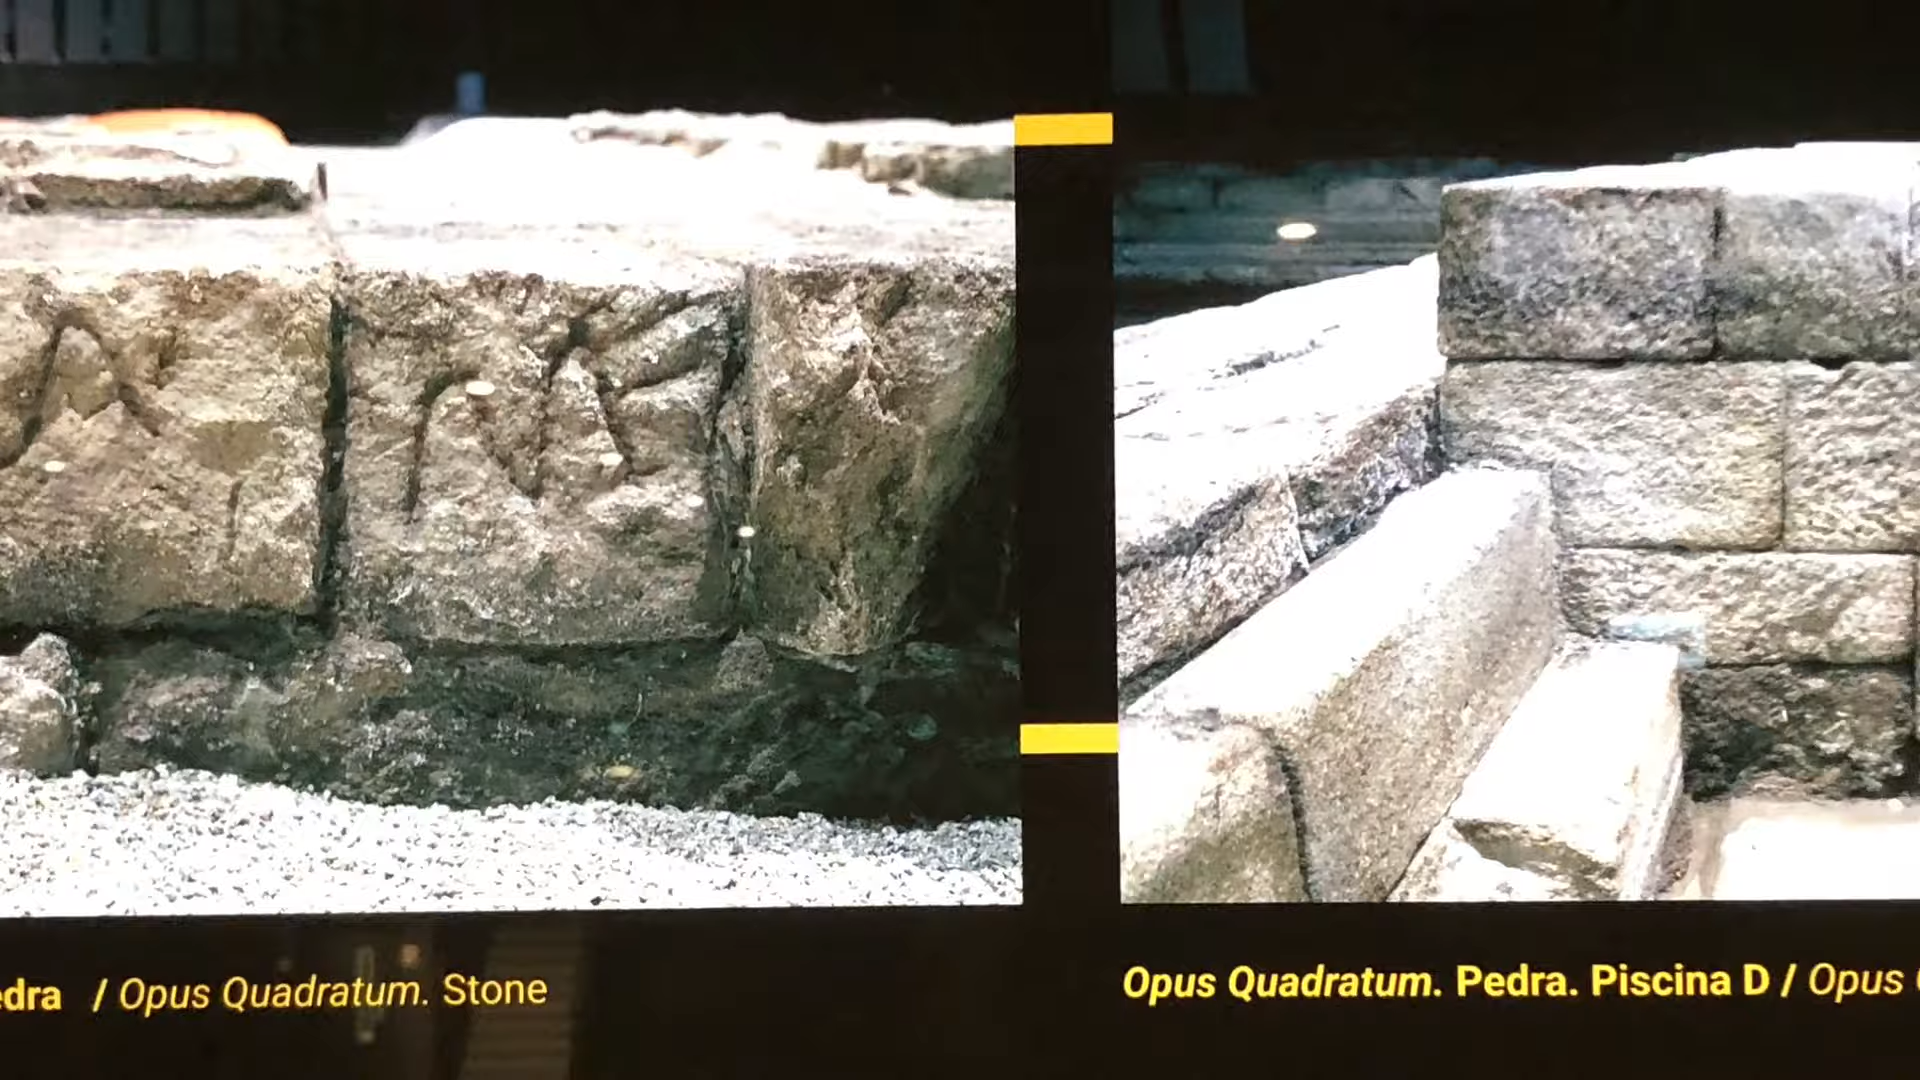 edra / Opus Quadratum. Stone
Opus Quadratum. Pedra. Piscina D / Opus